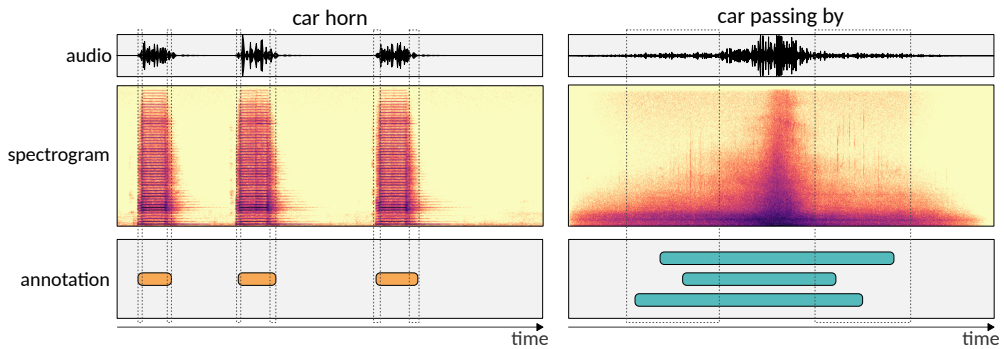 car horn
car passing by
audio
spectrogram
annotation
time
time